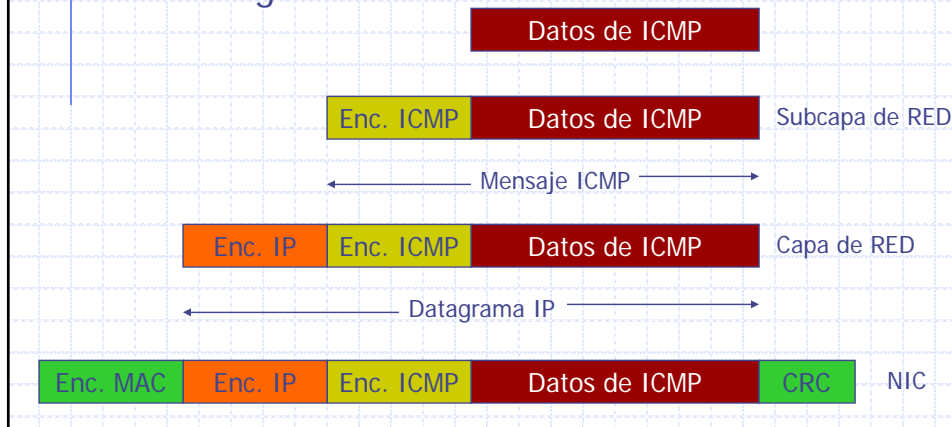 Datos de ICMP
Enc. ICMP Datos de ICMP Subcapa de RED
Mensaje ICMP
Enc. IP Enc. ICMP Datos de ICMP Capa de RED
Datagrama IP
Enc. MAC Enc. IP Enc. ICMP Datos de ICMP CRC NIC